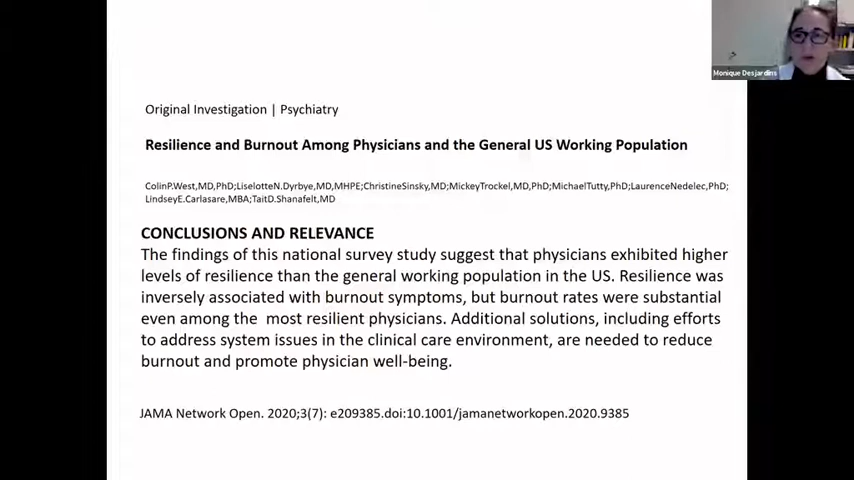 Monique Desjardins
Original Investigation | Psychiatry
Resilience and Burnout Among Physicians and the General US Working Population
ColinP.West,MD,PhD;LiselotteN.Dyrbye,MD,MHPE;ChristineSinsky,MD;MickeyTrockel,MD,PhD;MichaelTutty,PhD;LaurenceNedelec,PhD;
LindseyE.Carlasare,MBA;TaitD.Shanafelt,MD
CONCLUSIONS AND RELEVANCE
The findings of this national survey study suggest that physicians exhibited higher
levels of resilience than the general working population in the US. Resilience was
inversely associated with burnout symptoms, but burnout rates were substantial
even among the most resilient physicians. Additional solutions, including efforts
to address system issues in the clinical care environment, are needed to reduce
burnout and promote physician well-being.
JAMA Network Open. 2020;3(7): e209385.doi:10.1001/jamanetworkopen.2020.9385